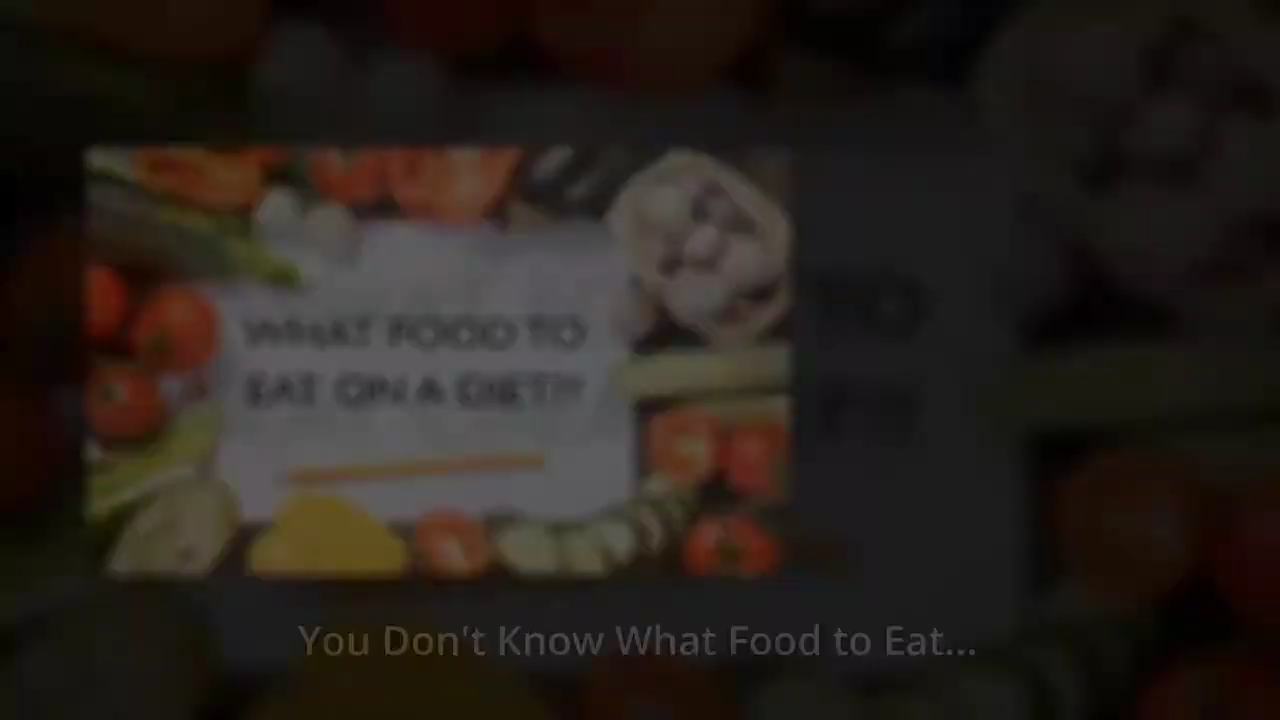 WHAT FOOD TO
EAT ON A DIET?
You Don't Know What Food to Eat...